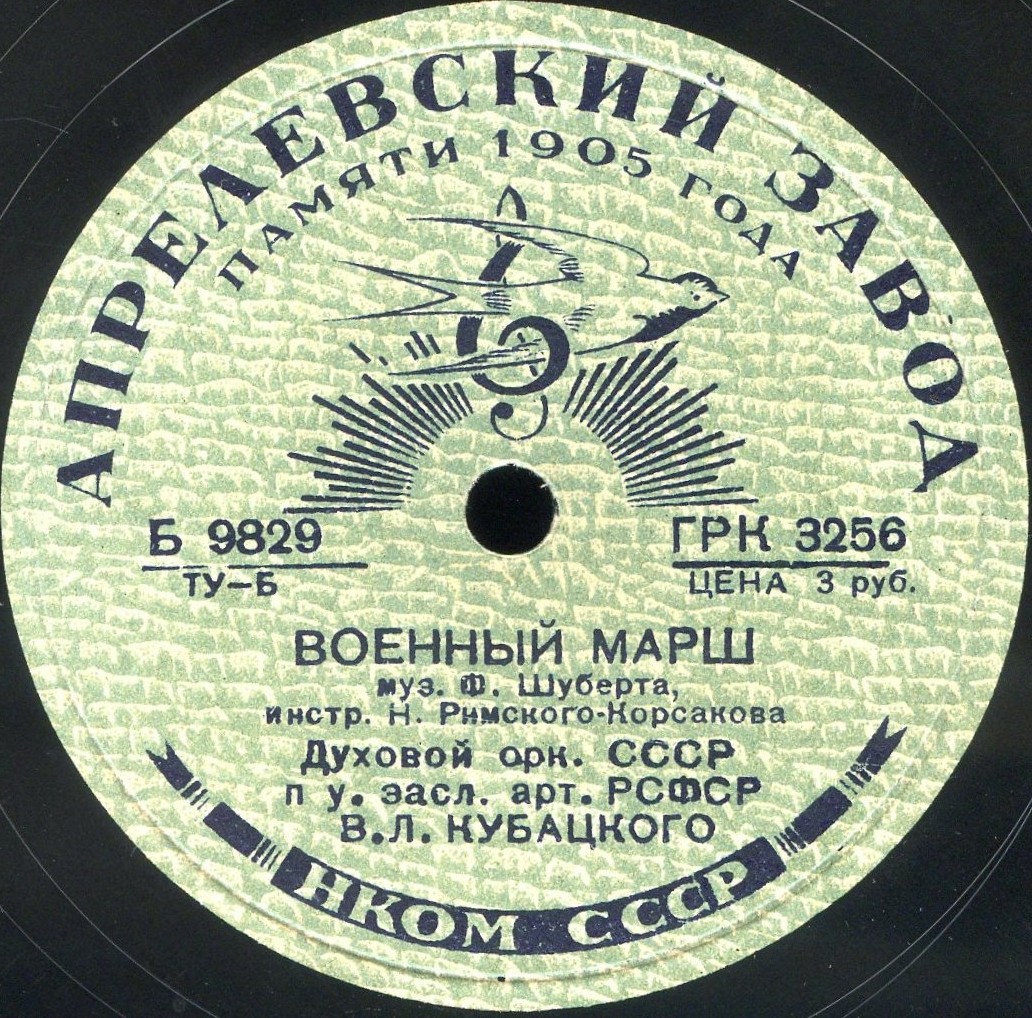 АПРЕЛЕВСКИЙ ЗАВОД
ПАМЯТИ 1905 ГОДА
Б 9829
ТУ-Б
ГРК 3256
ЦЕНА 3 руб.
ВОЕННЫЙ МАРШ
муз. Ф. Шуберта,
инстр. Н. Римского-Корсакова
Духовой орк. СССР
п у. засл. арт. РСФСР
В.Л. КУБАЦКОГО
НКОМ СССР